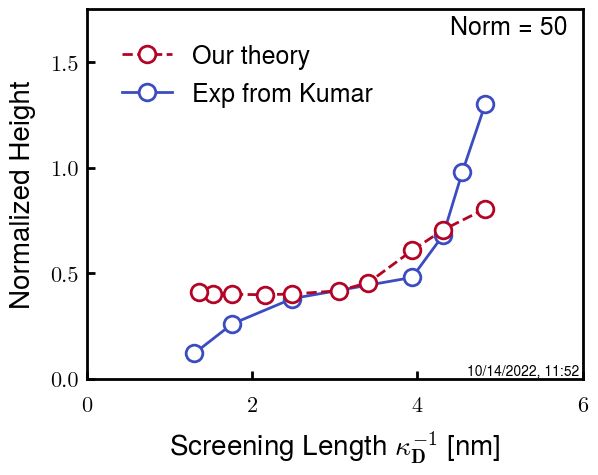 Norm = 50
Our theory
Exp from Kumar
Normalized Height
1.5
1.0
0.5
0.0
10/14/2022, 11:52
0 2 4 6
Screening Length κ_D^{-1} [nm]